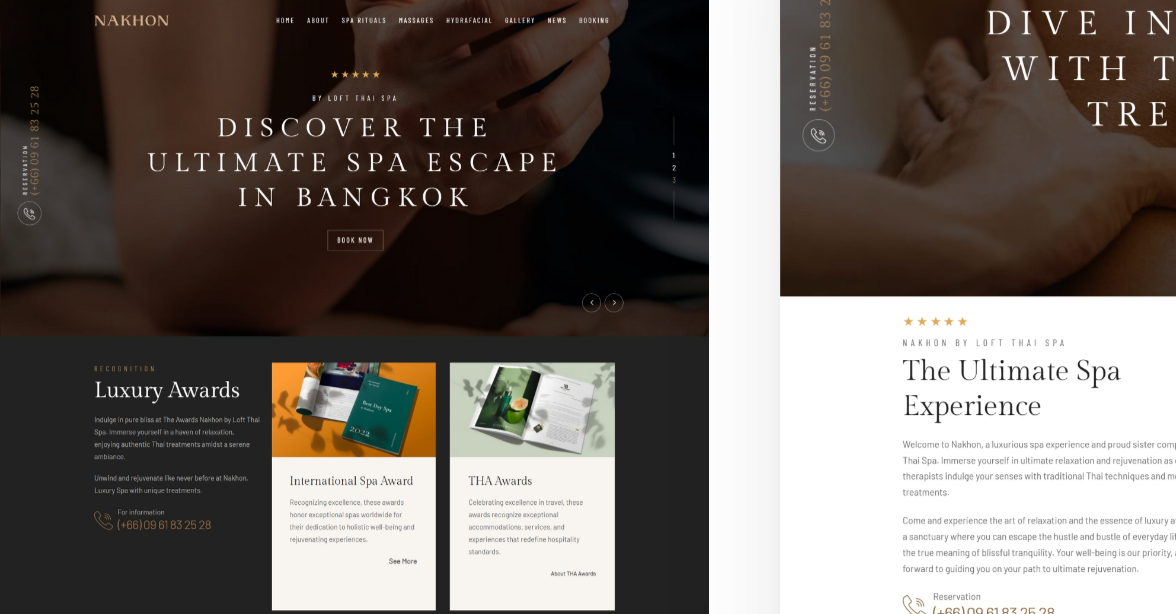 NAKHON
HOME ABOUT SPA RITUALS MASSAGES HYDRAFACIAL GALLERY NEWS BOOKING
BY LOFT THAI SPA
DISCOVER THE
ULTIMATE SPA ESCAPE
IN BANGKOK
BOOK NOW
RESERVATION
(+66) 09 61 83 25 28
1
2
3
RECOGNITION
Luxury Awards
Indulge in pure bliss at The Awards Nakhon by Loft Thai
Spa. Immerse yourself in a haven of relaxation,
enjoying authentic Thai treatments amidst a serene
ambiance.
Unwind and rejuvenate like never before at Nakhon,
Luxury Spa with unique treatments.
For information
(+66) 09 61 83 25 28
Best Day Spa
2022
International Spa Award
Recognizing excellence, these awards
honor exceptional spas worldwide for
their dedication to holistic well-being and
rejuvenating experiences.
See More
THA Awards
Celebrating excellence in travel, these
awards recognize exceptional
accommodations, services, and
experiences that redefine hospitality
standards.
About THA Awards
DIVE IN
WITH T
TRE
RESERVATION
(+66) 09 61 83 2
NAKHON BY LOFT THAI SPA
The Ultimate Spa
Experience
Welcome to Nakhon, a luxurious spa experience and proud sister comp
Thai Spa. Immerse yourself in ultimate relaxation and rejuvenation as
therapists indulge your senses with traditional Thai techniques and mo
treatments.
Come and experience the art of relaxation and the essence of luxury a
a sanctuary where you can escape the hustle and bustle of everyday li
the true meaning of blissful tranquility. Your well-being is our priority,
forward to guiding you on your path to ultimate rejuvenation.
Reservation
(+66) 09 61 83 25 28